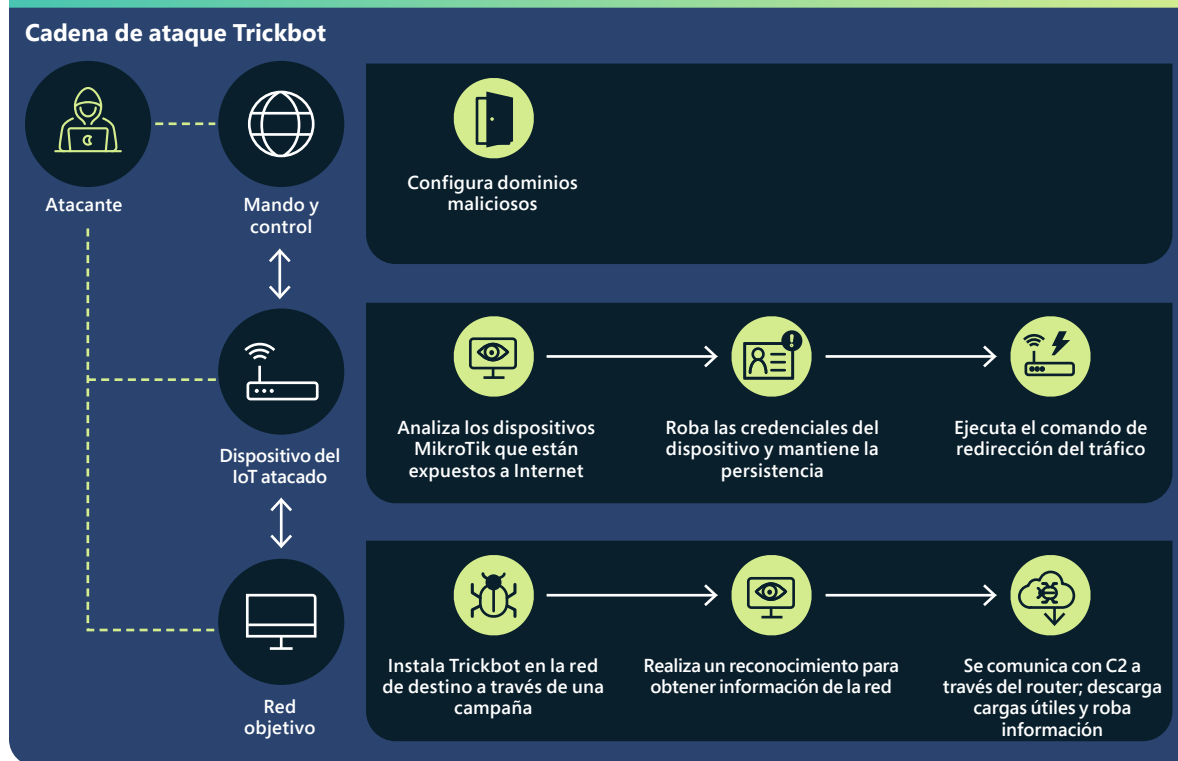 Cadena de ataque Trickbot
Atacante
Mando y
control
Configura dominios
maliciosos
Dispositivo del
IoT atacado
Analiza los dispositivos
MikroTik que están
expuestos a Internet
Roba las credenciales del
dispositivo y mantiene la
persistencia
Ejecuta el comando de
redirección del tráfico
Red
objetivo
Instala Trickbot en la red
de destino a través de una
campaña
Realiza un reconocimiento para
obtener información de la red
Se comunica con C2 a
través del router; descarga
cargas útiles y roba
información